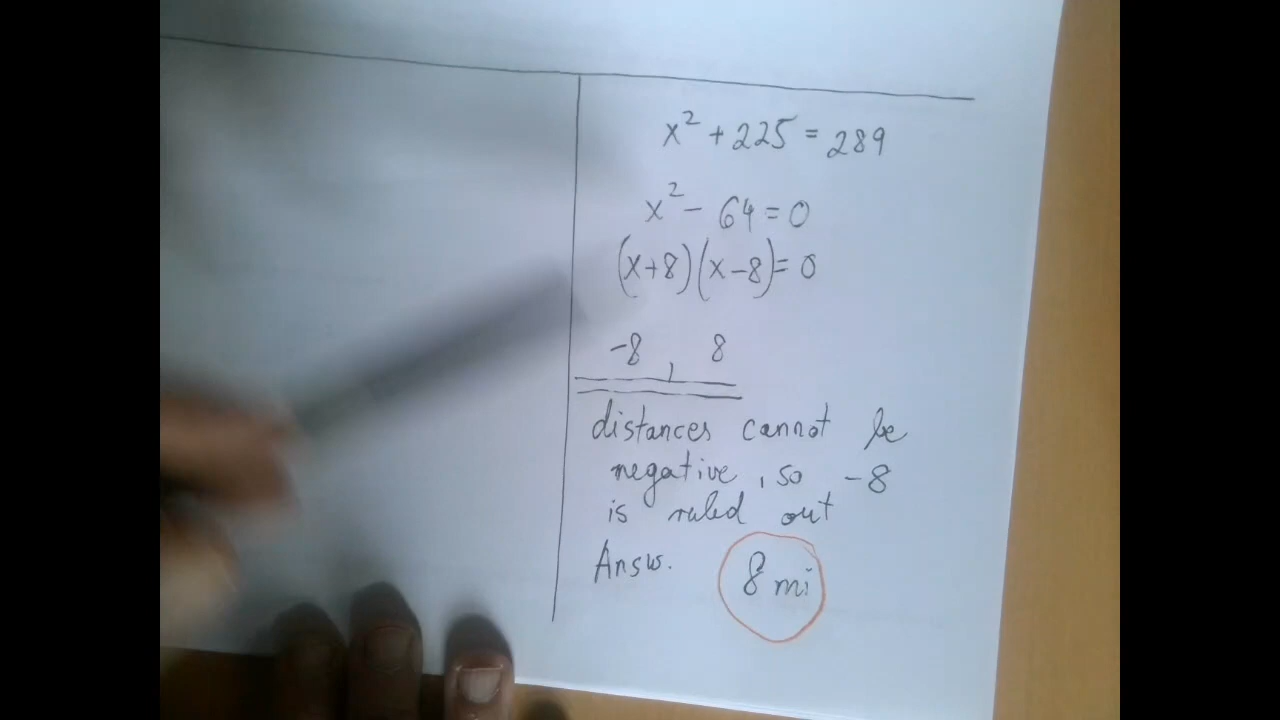 x² + 225 = 289
x² - 64 = 0
(x+8)(x-8) = 0
-8, 8
distances cannot be
negative, so -8
is ruled out
Answ. 8 mi